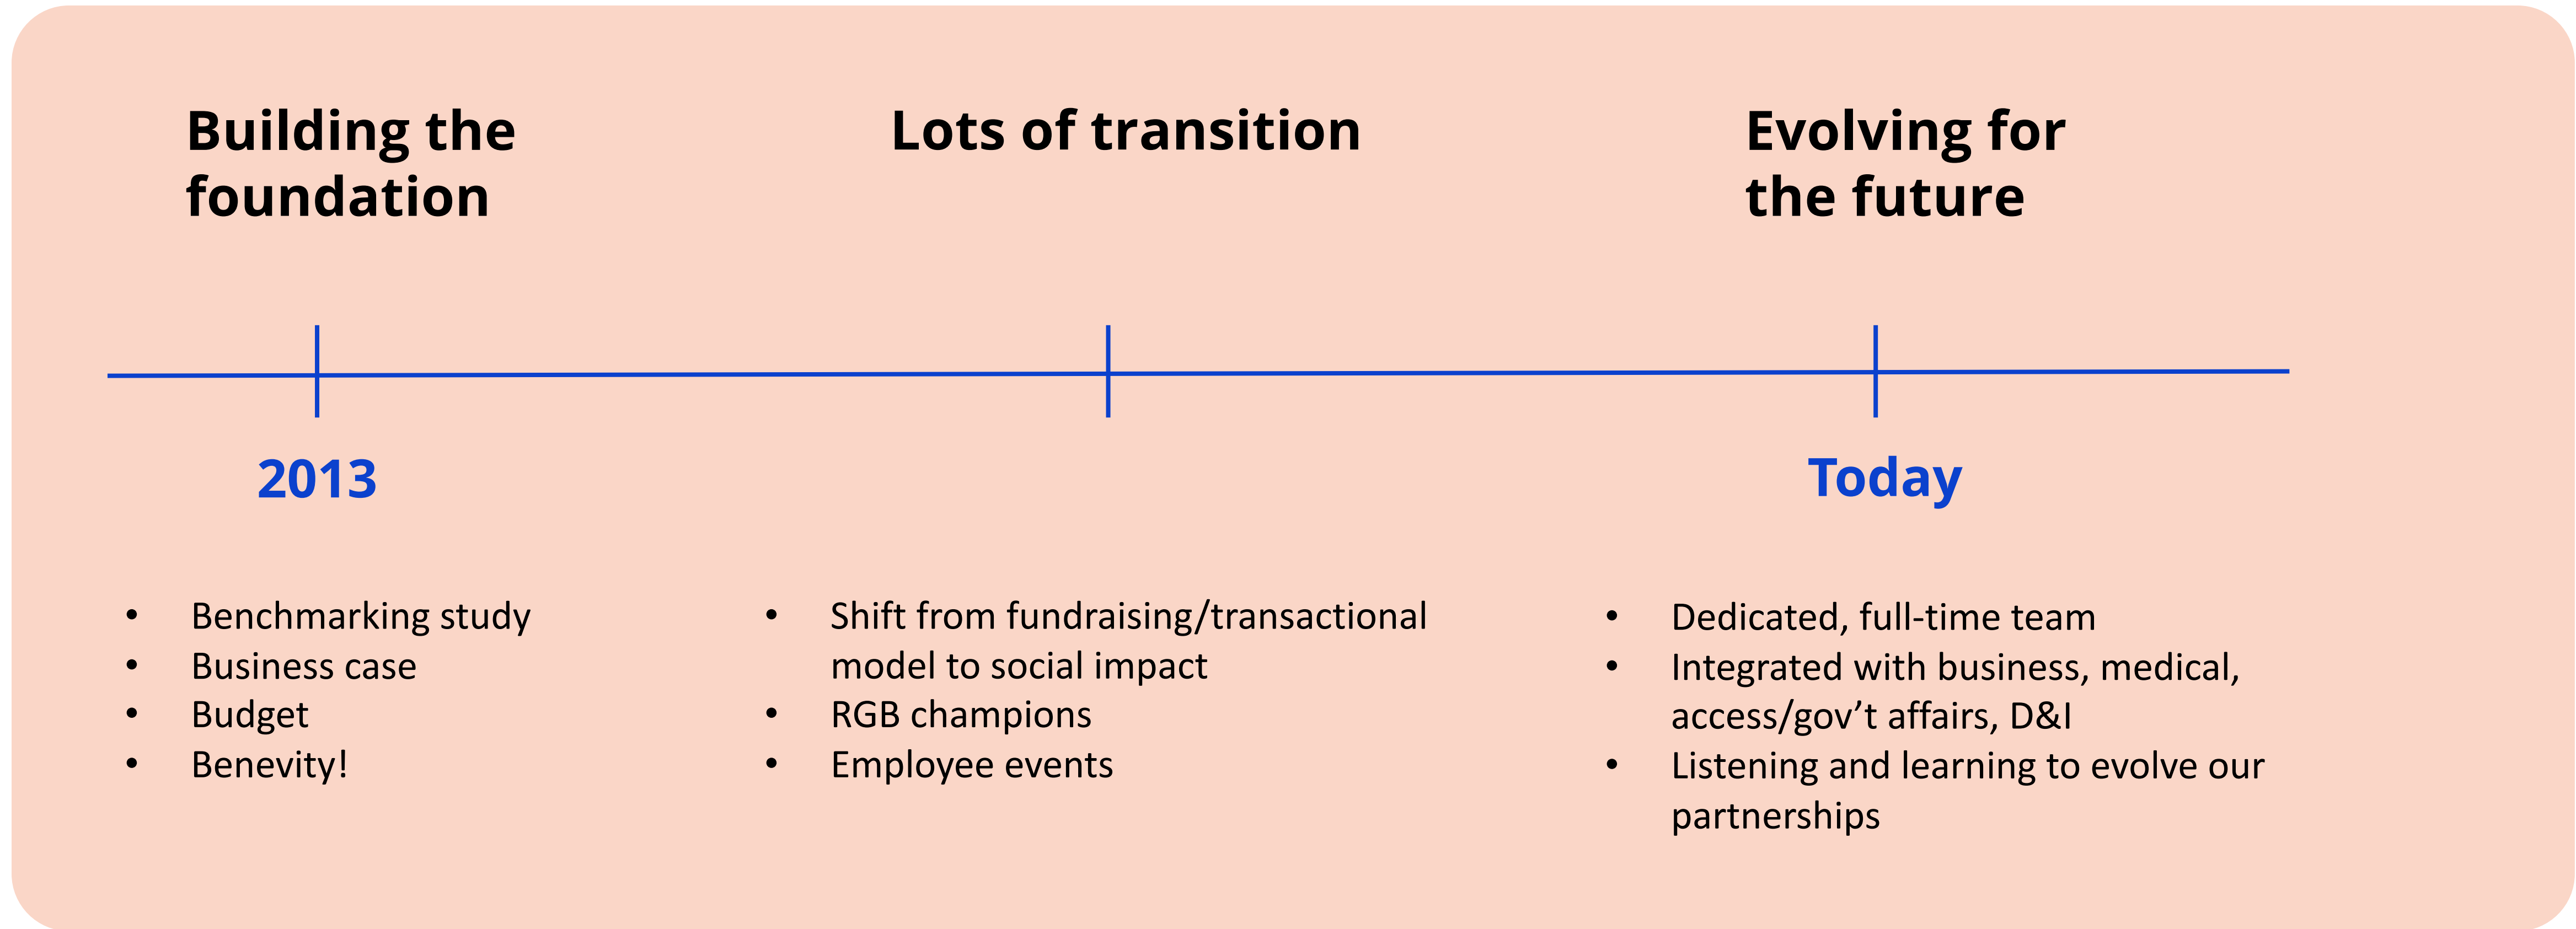 Building the
foundation
Lots of transition
Evolving for
the future
2013
Today
• Benchmarking study
• Business case
• Budget
• Benevity!
• Shift from fundraising/transactional
model to social impact
• RGB champions
• Employee events
• Dedicated, full-time team
• Integrated with business, medical,
access/gov’t affairs, D&I
• Listening and learning to evolve our
partnerships